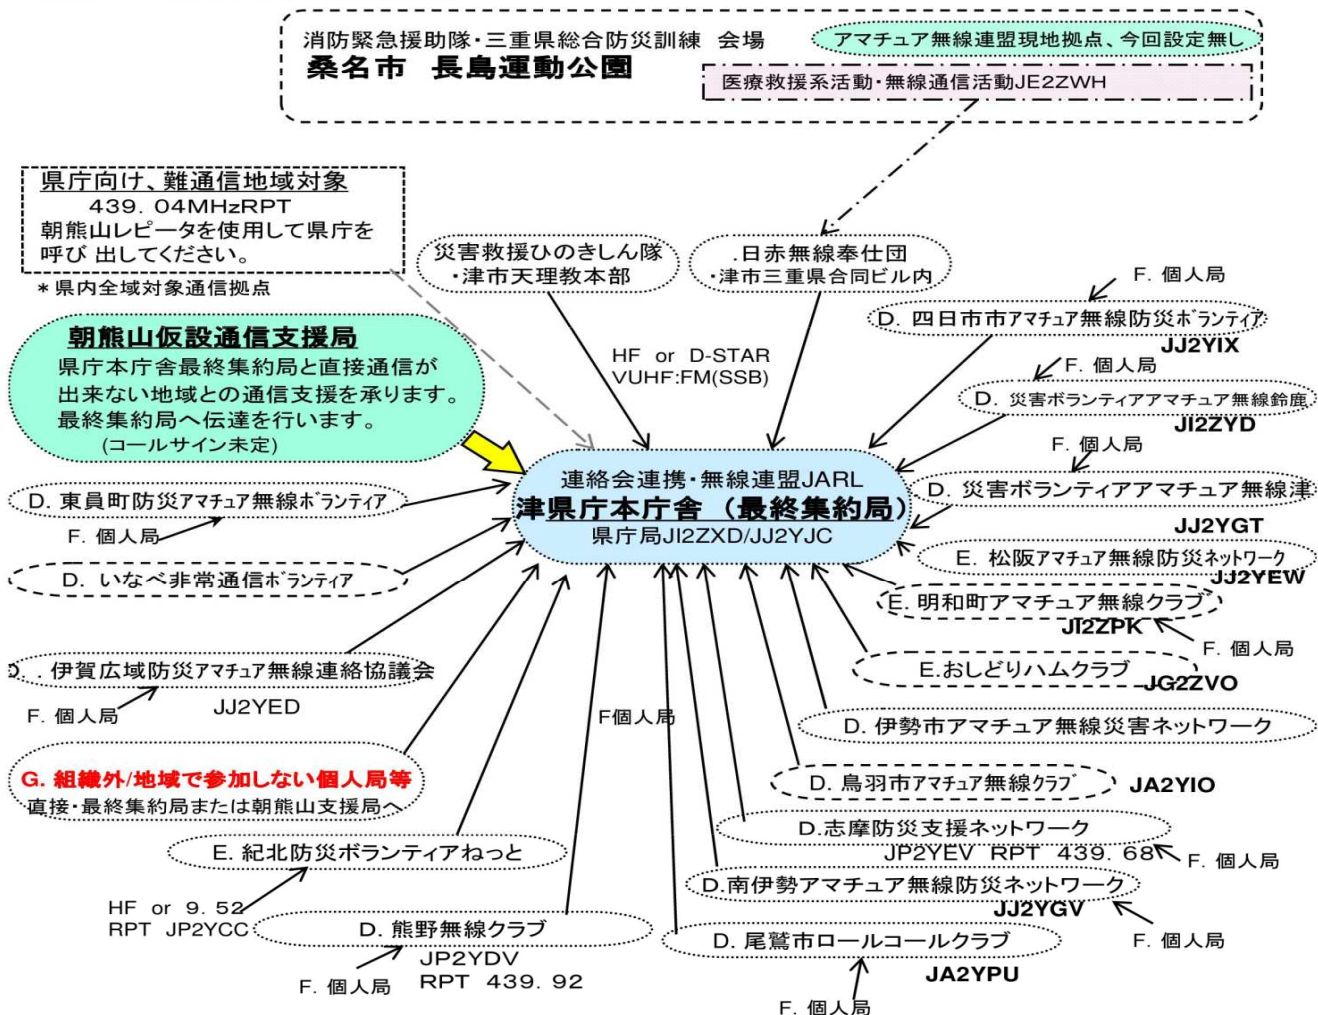 消防緊急援助隊・三重県総合防災訓練 会場
アマチュア無線連盟現地拠点、今回設定無し
桑名市 長島運動公園
医療救援系活動・無線通信活動JE2ZWH
県庁向け、難通信地域対象
439. 04MHzRPT
朝熊山レピータを使用して県庁を
呼び 出してください。
*県内全域対象通信拠点
災害救援ひのきしん隊
・津市天理教本部
.日赤無線奉仕団
・津市三重県合同ビル内
F. 個人局
D. 四日市市アマチュア無線防災ボランティア
JJ2YIX
朝熊山仮設通信支援局
県庁本庁舎最終集約局と直接通信が
出来ない地域との通信支援を承ります。
最終集約局へ伝達を行います。
(コールサイン未定)
HF or D-STAR
VUHF:FM(SSB)
F. 個人局
D. 災害ボランティアアマチュア無線鈴鹿
JI2ZYD
F. 個人局
連絡会連携・無線連盟JARL
津県庁本庁舎 (最終集約局)
県庁局JI2ZXD/JJ2YJC
D. 災害ボランティアアマチュア無線津
JJ2YGT
D. 東員町防災アマチュア無線ボランティア
F. 個人局
E. 松阪アマチュア無線防災ネットワーク
JJ2YEW
D. いなべ非常通信ボランティア
E. 明和町アマチュア無線クラブ
JI2ZPK
F. 個人局
D. . 伊賀広域防災アマチュア無線連絡協議会
F. 個人局
JJ2YED
E.おしどりハムクラブ
JG2ZVO
F個人局
D. 伊勢市アマチュア無線災害ネットワーク
G. 組織外/地域で参加しない個人局等
直接・最終集約局または朝熊山支援局へ
D. 鳥羽市アマチュア無線クラブ
JA2YIO
D.志摩防災支援ネットワーク
JP2YEV RPT 439. 68
F. 個人局
E. 紀北防災ボランティアねっと
HF or 9. 52
RPT JP2YCC
D.南伊勢アマチュア無線防災ネットワーク
JJ2YGV
F. 個人局
D. 熊野無線クラブ
JP2YDV
RPT 439. 92
F. 個人局
D. 尾鷲市ロールコールクラブ
JA2YPU
F. 個人局